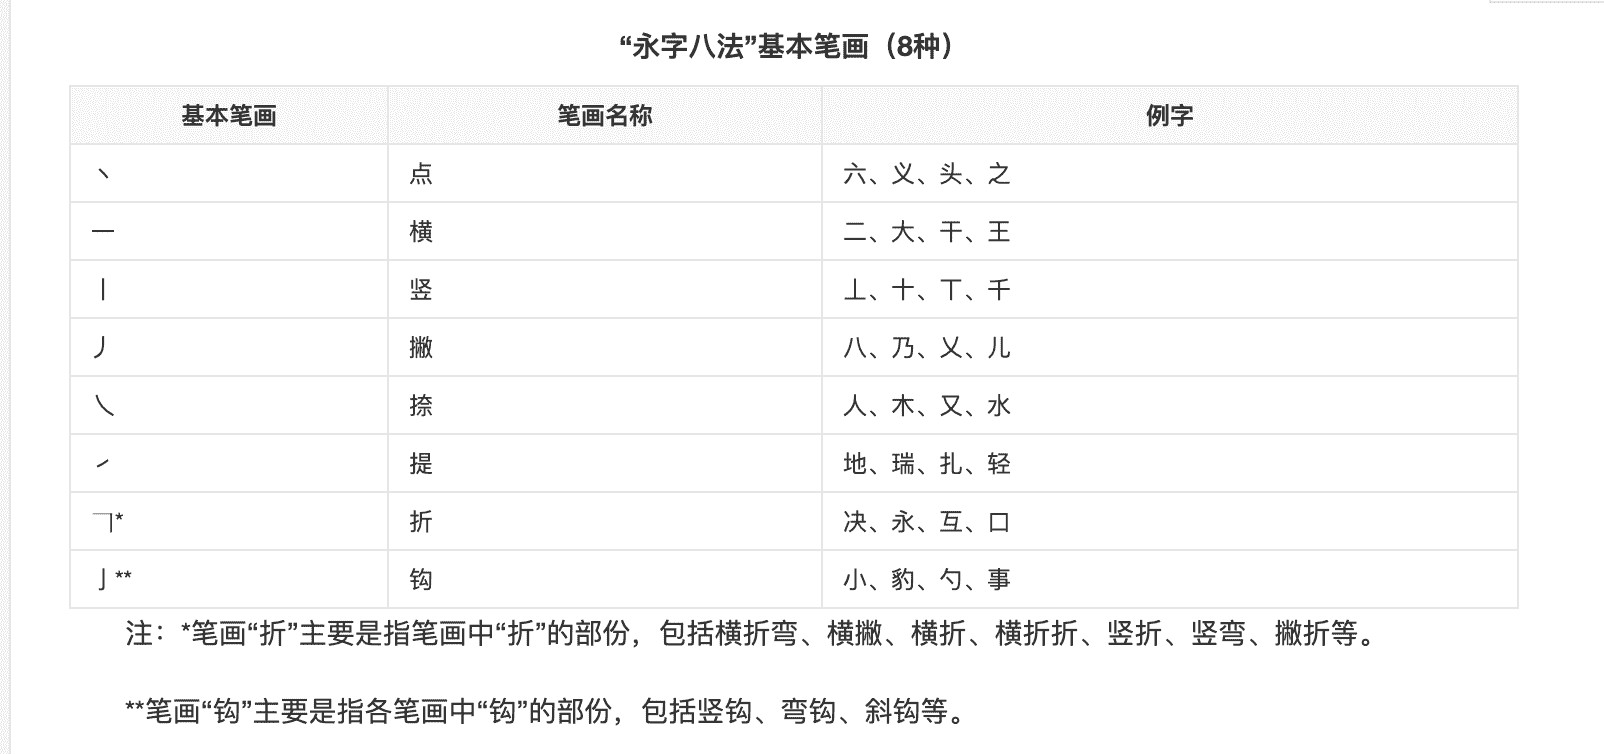 “永字八法”基本笔画（8种）
基本笔画 笔画名称 例字
丶 点 六、义、头、之
一 横 二、大、干、王
丨 竖 丄、十、丅、千
丿 撇 八、乃、乂、儿
㇏ 捺 人、木、又、水
㇀ 提 地、瑞、扎、轻
𠃍* 折 决、永、互、口
亅** 钩 小、豹、勺、事
注：*笔画“折”主要是指笔画中“折”的部份，包括横折弯、横撇、横折、横折折、竖折、竖弯、撇折等。
**笔画“钩”主要是指各笔画中“钩”的部份，包括竖钩、弯钩、斜钩等。